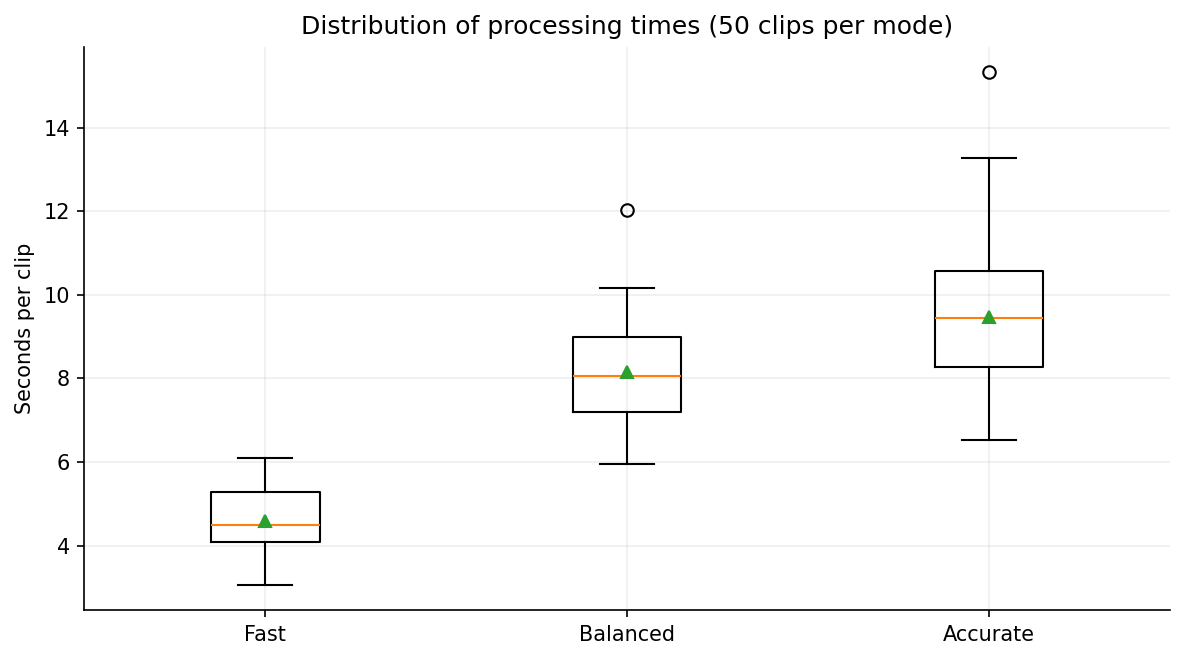 Distribution of processing times (50 clips per mode)
Seconds per clip
14
12
10
8
6
4
Fast
Balanced
Accurate